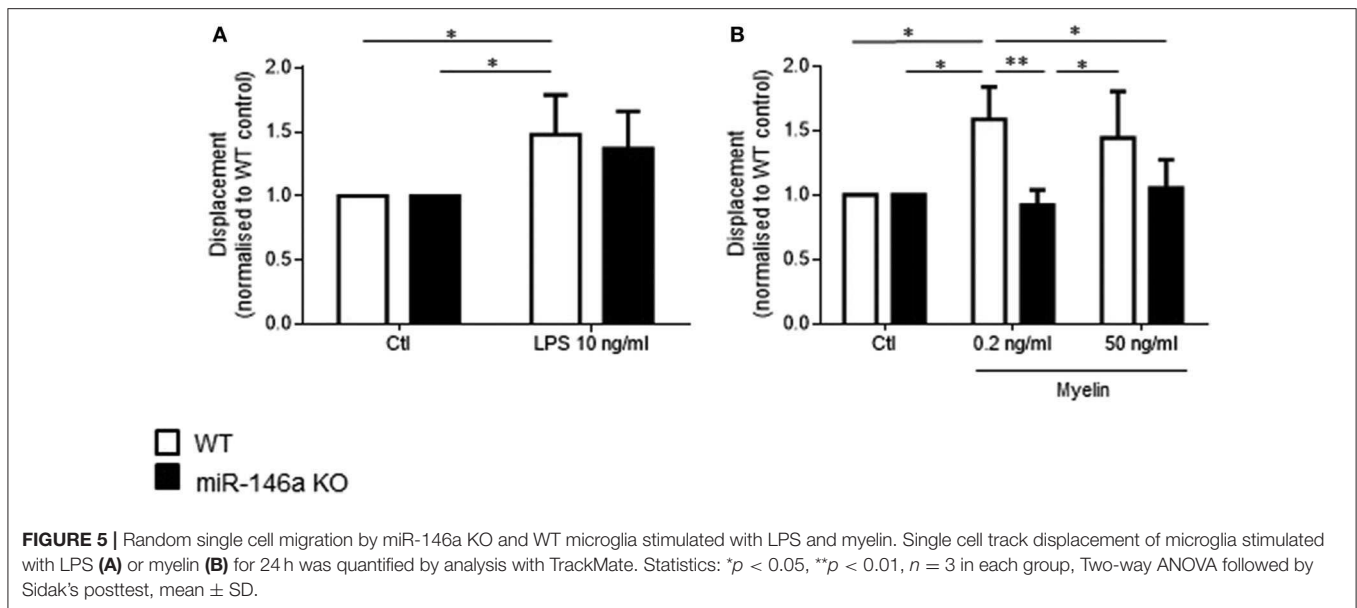 A
B
*
*
*
*
*
**
*
Displacement
(normalised to WT control)
2.0
1.5
1.0
0.5
0.0
Ctl
LPS 10 ng/ml
Displacement
(normalised to WT control)
2.0
1.5
1.0
0.5
0.0
Ctl
0.2 ng/ml
50 ng/ml
Myelin
WT
miR-146a KO
FIGURE 5 | Random single cell migration by miR-146a KO and WT microglia stimulated with LPS and myelin. Single cell track displacement of microglia stimulated
with LPS (A) or myelin (B) for 24 h was quantified by analysis with TrackMate. Statistics: *p < 0.05, **p < 0.01, n = 3 in each group, Two-way ANOVA followed by
Sidak's posttest, mean ± SD.